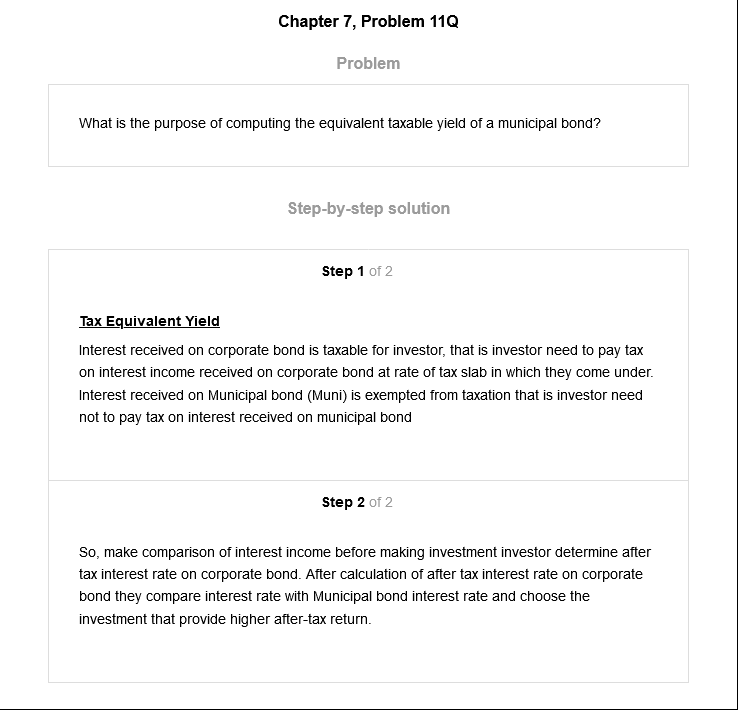 Chapter 7, Problem 11Q
Problem
What is the purpose of computing the equivalent taxable yield of a municipal bond?
Step-by-step solution
Step 1 of 2
Tax Equivalent Yield
Interest received on corporate bond is taxable for investor, that is investor need to pay tax
on interest income received on corporate bond at rate of tax slab in which they come under.
Interest received on Municipal bond (Muni) is exempted from taxation that is investor need
not to pay tax on interest received on municipal bond
Step 2 of 2
So, make comparison of interest income before making investment investor determine after
tax interest rate on corporate bond. After calculation of after tax interest rate on corporate
bond they compare interest rate with Municipal bond interest rate and choose the
investment that provide higher after-tax return.